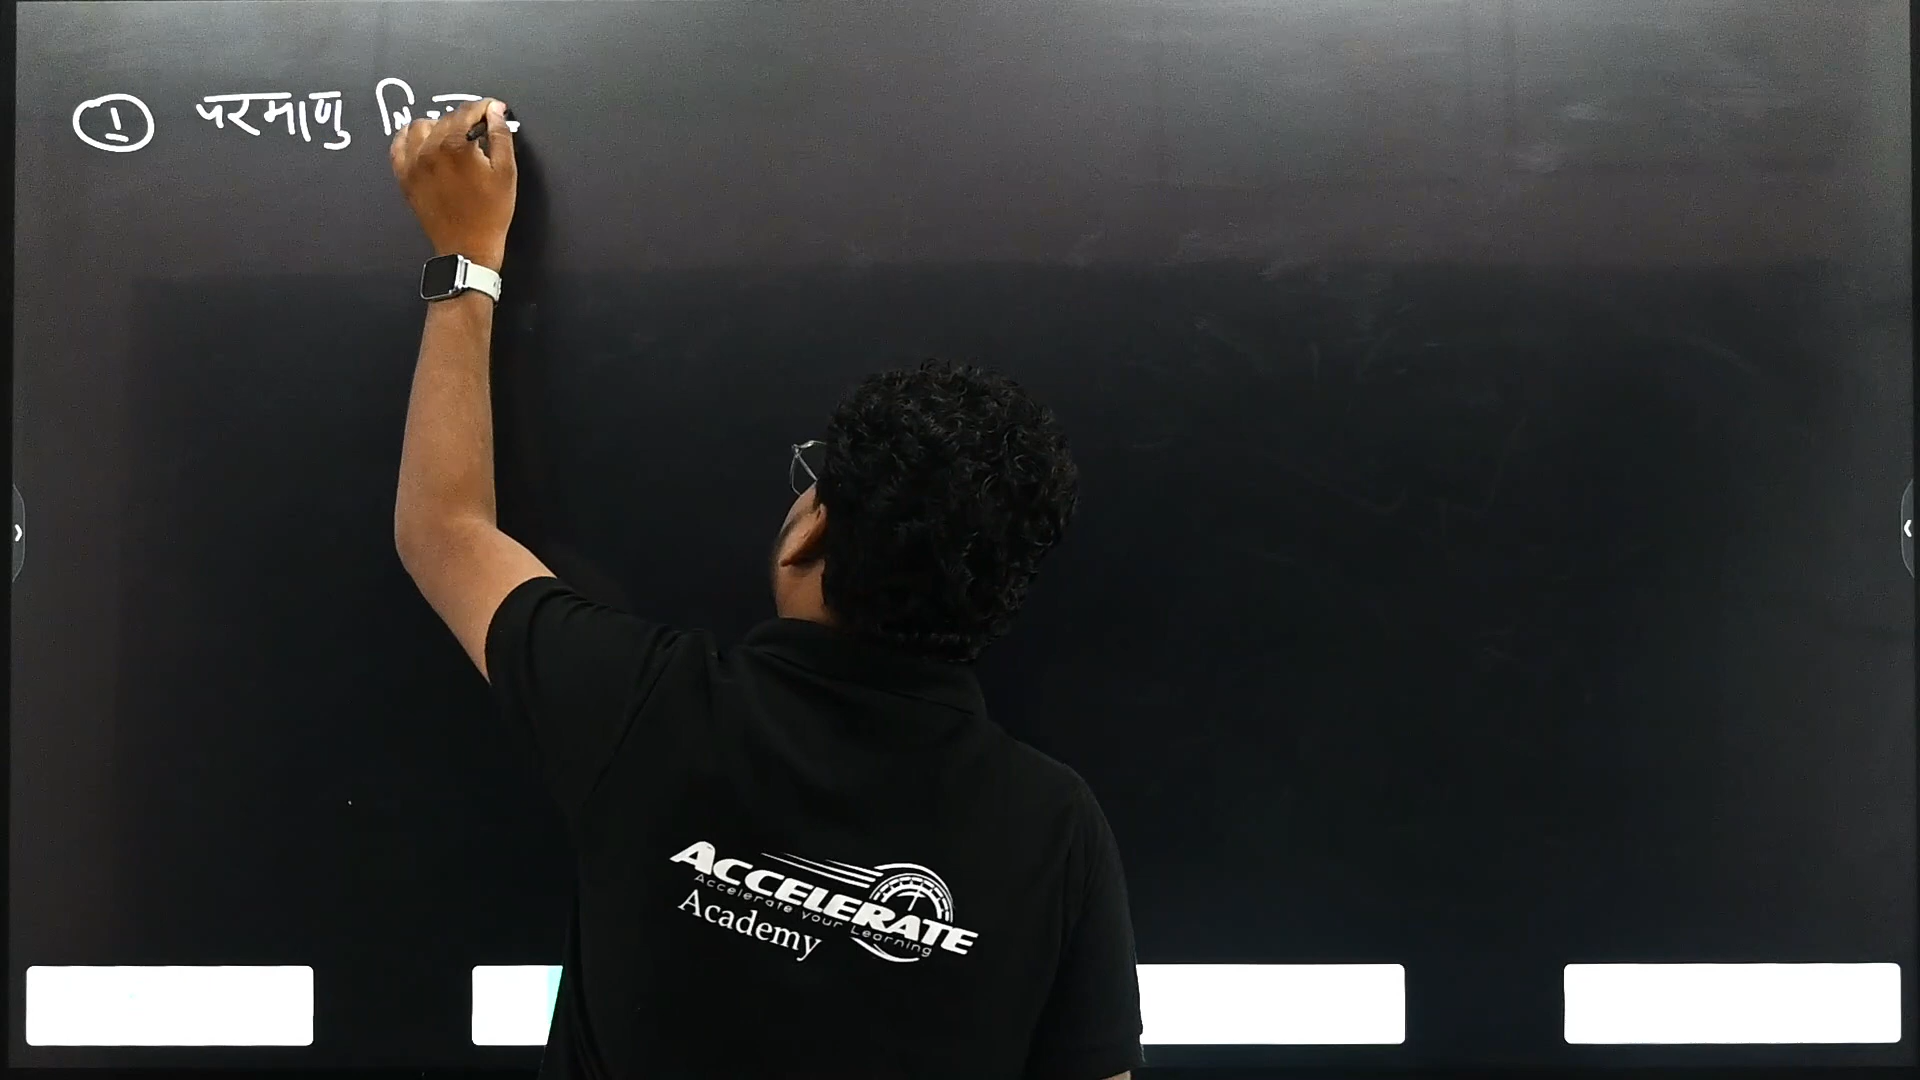 ① परमाणु
ACCELERATE
Accelerate your Learning
Academy